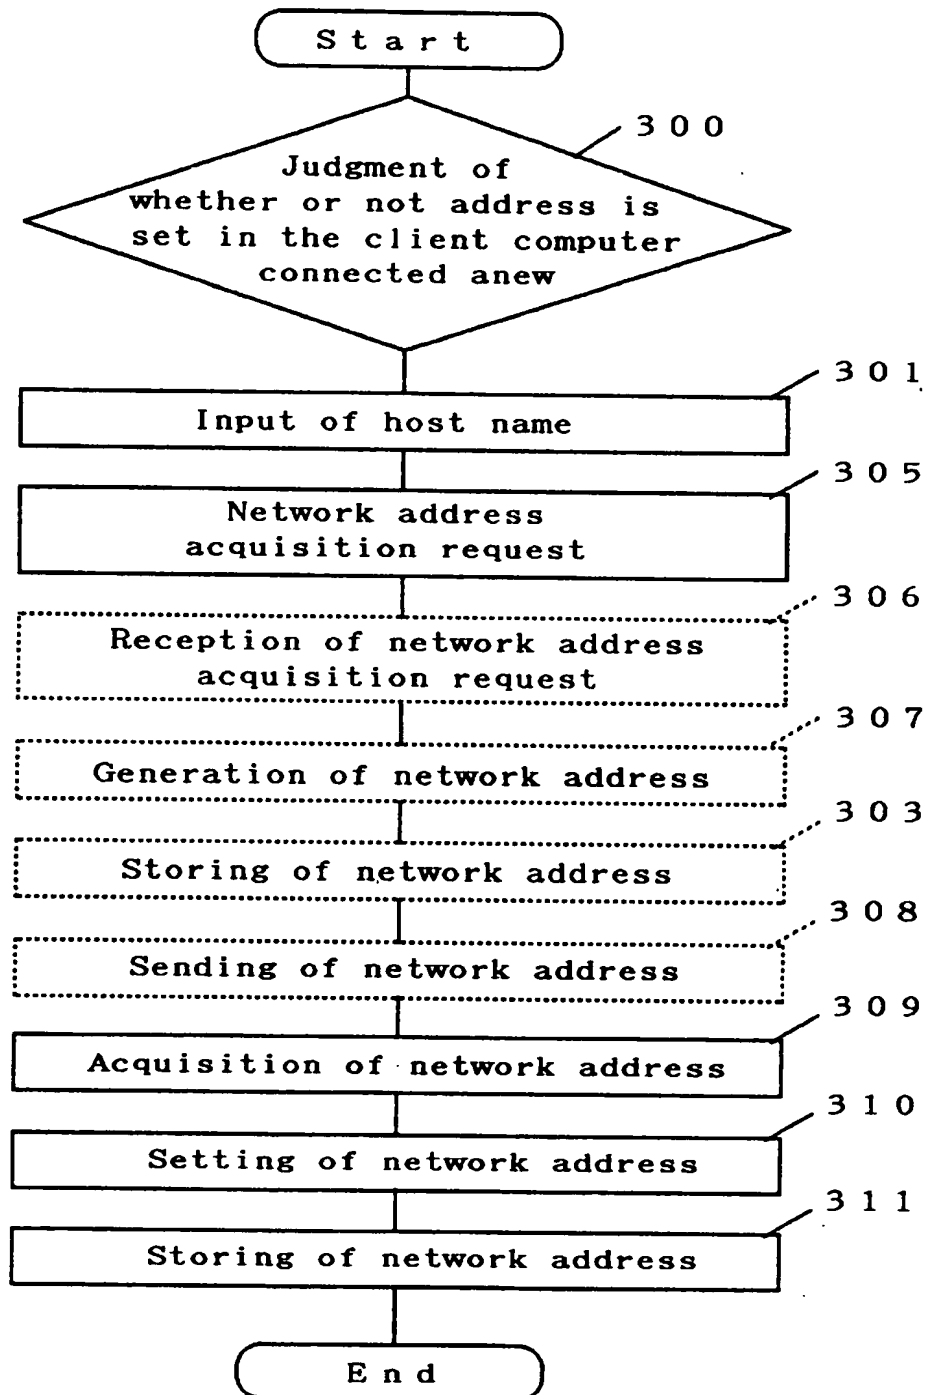 Start
300
Judgment of
whether or not address is
set in the client computer
connected anew
301
Input of host name
305
Network address
acquisition request
306
Reception of network address
acquisition request
307
Generation of network address
303
Storing of network address
308
Sending of network address
309
Acquisition of network address
310
Setting of network address
311
Storing of network address
End